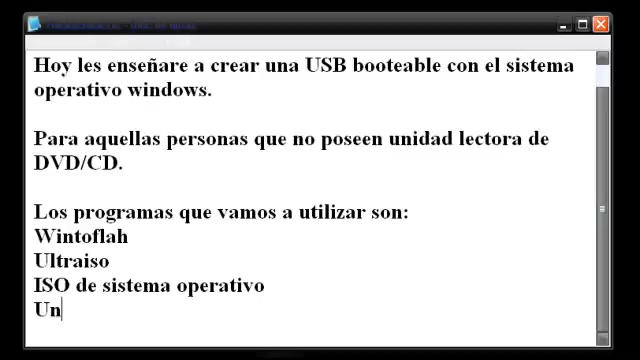 Hoy les enseñare a crear una USB booteable con el sistema
operativo windows.
Para aquellas personas que no poseen unidad lectora de
DVD/CD.
Los programas que vamos a utilizar son:
Wintoflah
Ultraiso
ISO de sistema operativo
Un